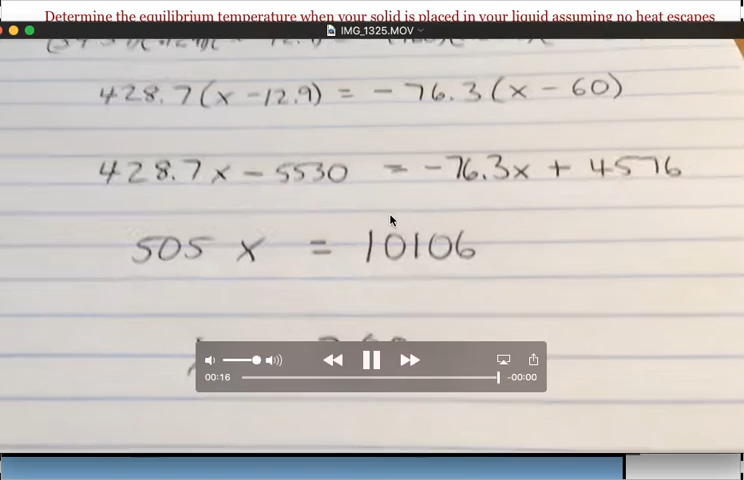 Determine the equilibrium temperature when your solid is placed in your liquid assuming no heat escapes
IMG_1325.MOV
428.7(x-12.9) = -76.3(x-60)
428.7x-5530 = -76.3x + 4576
505 x = 10106
00:16
-00:00